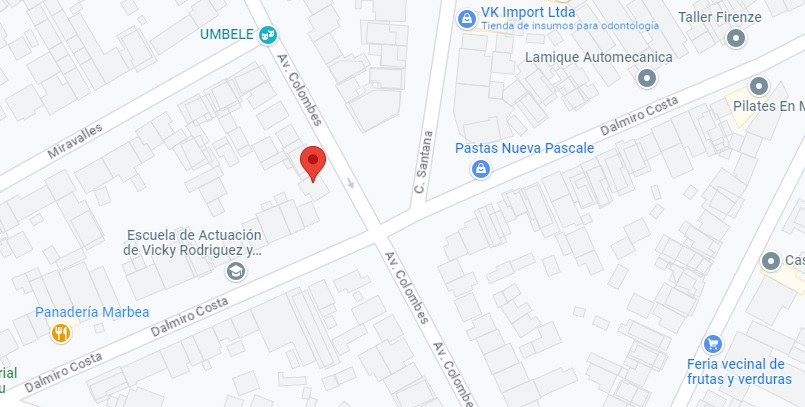 VK Import Ltda
Tienda de insumos para odontología
Taller Firenze
UMBELE
Lamique Automecanica
Av. Colombes
Pilates En M
Dalmiro Costa
Miravalles
C. Santana
Pastas Nueva Pascale
Escuela de Actuación
de Vicky Rodriguez y...
Av. Colombes
Cas
Panadería Marbea
Dalmiro Costa
Av. Colombes
Feria vecinal de
frutas y verduras
Dalmiro Costa
rial
u